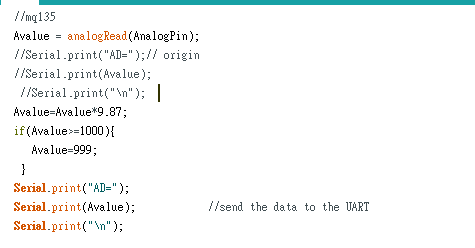 //mq135
Avalue = analogRead(AnalogPin);
//Serial.print("AD=");// origin
//Serial.print(Avalue);
//Serial.print("\n");
Avalue=Avalue*9.87;
if(Avalue>=1000){
Avalue=999;
}
Serial.print("AD=");
Serial.print(Avalue); //send the data to the UART
Serial.print("\n");